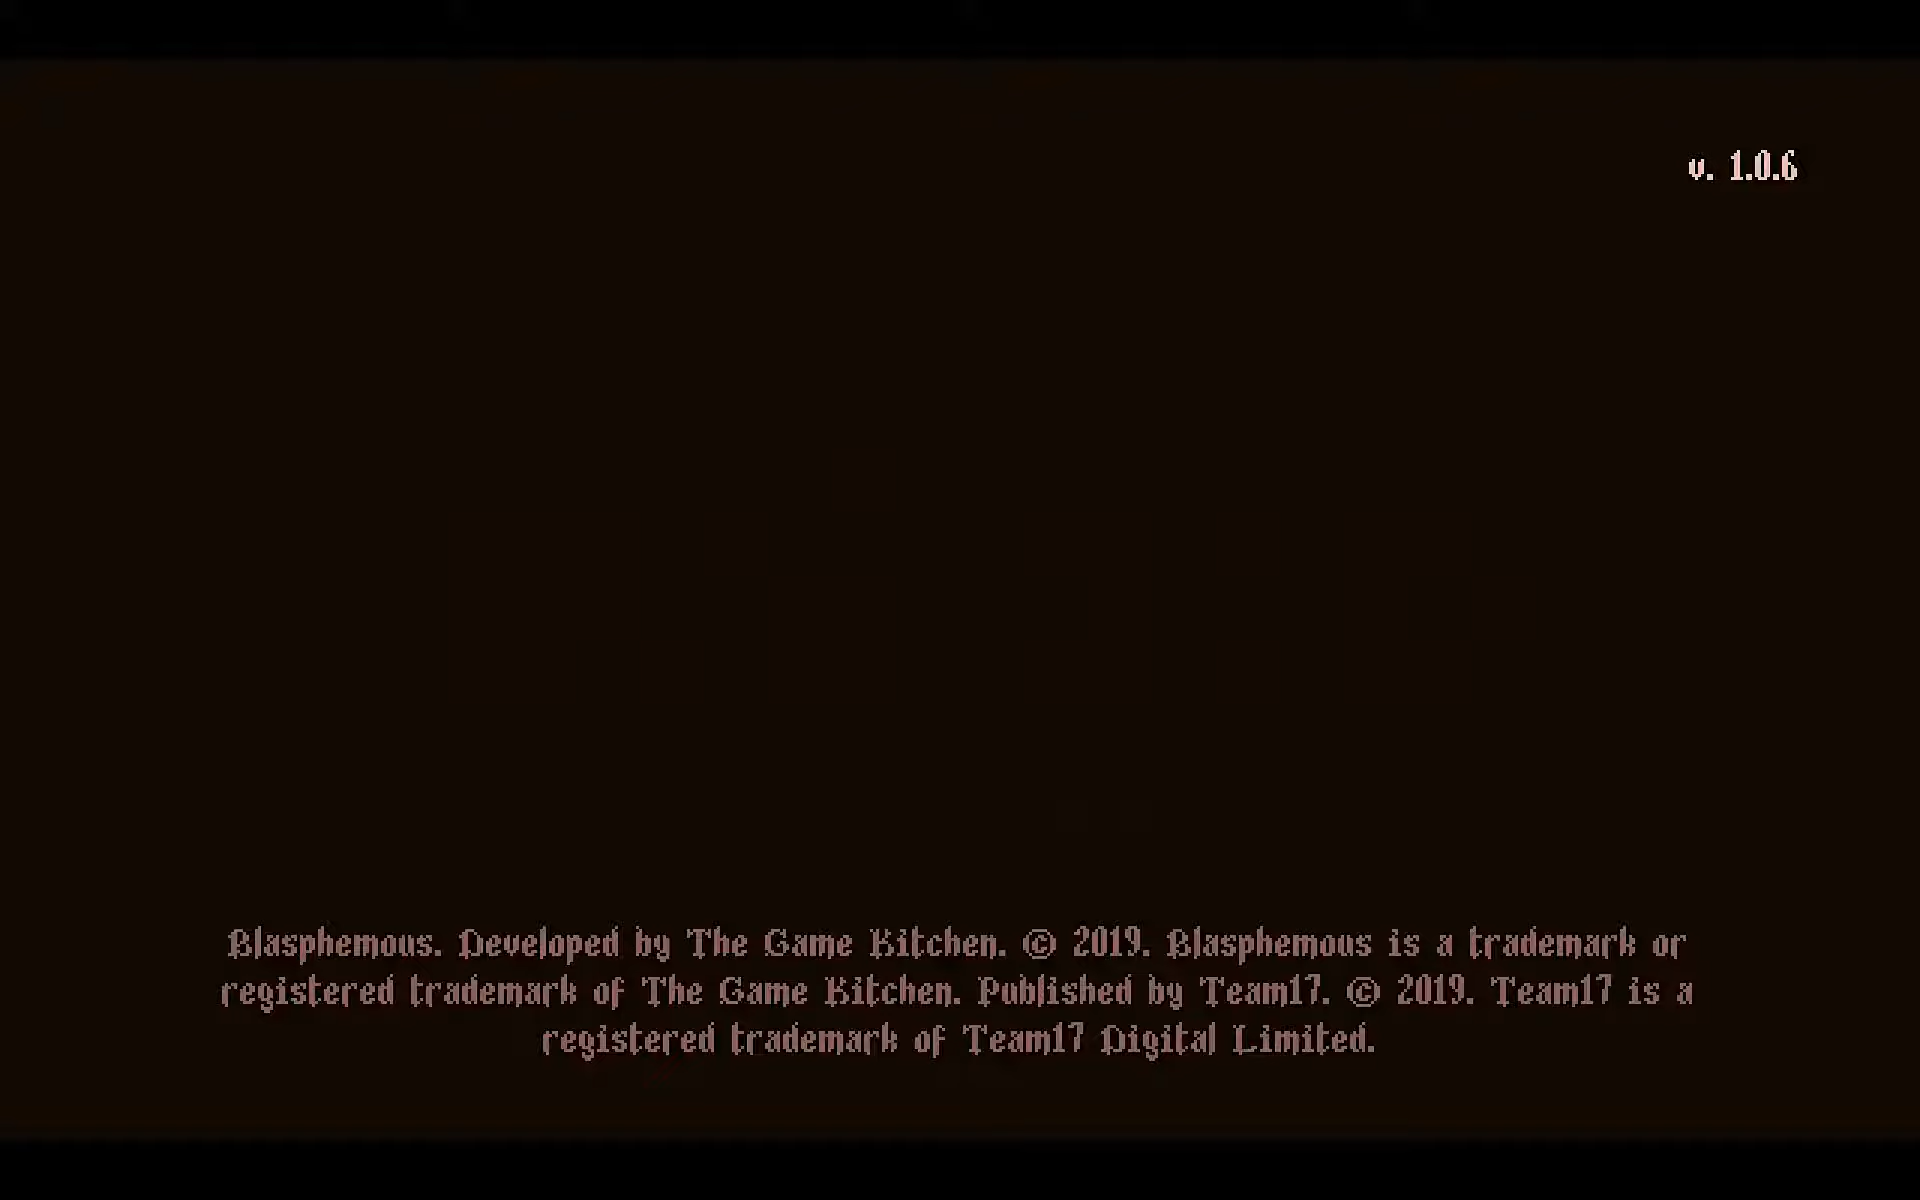 v. 1.0.6
Blasphemous. Developed by The Game Kitchen. © 2019. Blasphemous is a trademark or
registered trademark of The Game Kitchen. Published by Team17. © 2019. Team17 is a
registered trademark of Team17 Digital Limited.